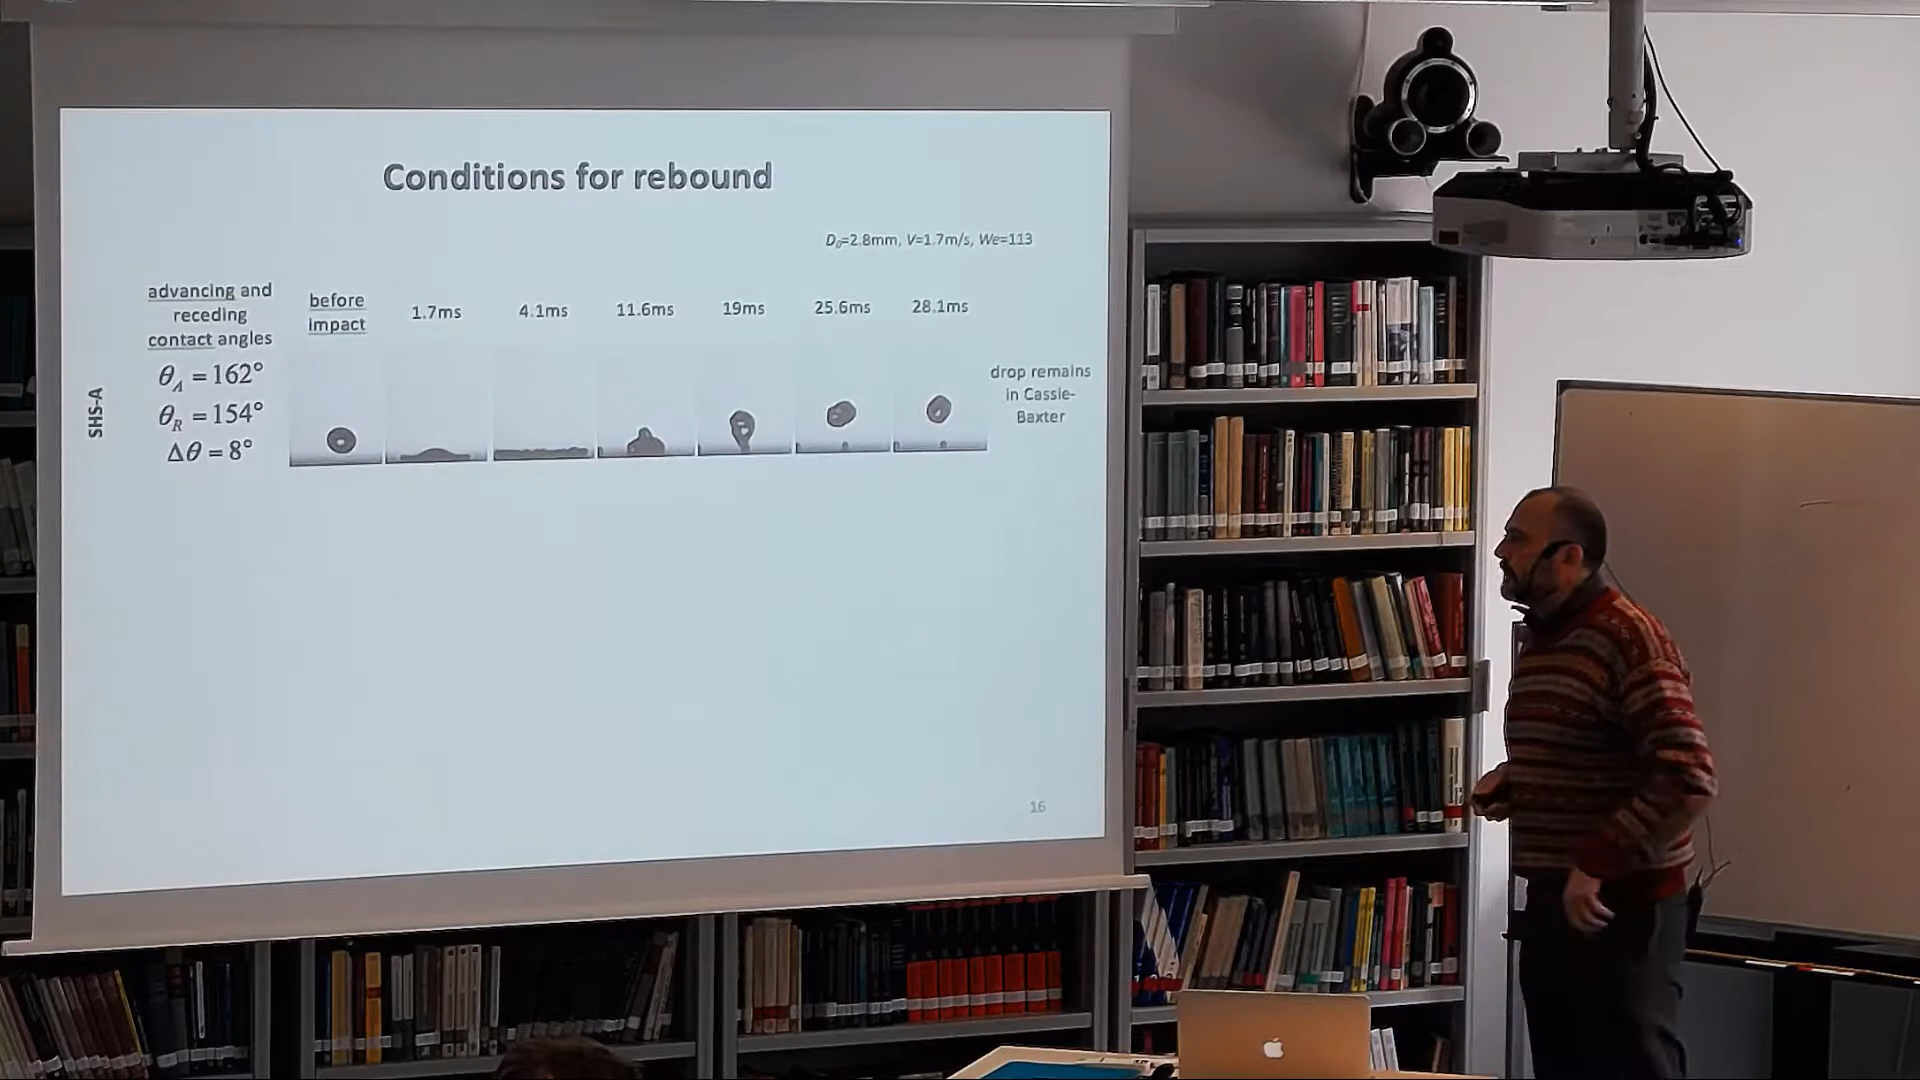 Conditions for rebound
D₀=2.8mm, V=1.7m/s, We=113
advancing and
receding
contact angles
before
impact
1.7ms
4.1ms
11.6ms
19ms
25.6ms
28.1ms
SHS-A
θ_A = 162°
θ_R = 154°
Δθ = 8°
drop remains
in Cassie-
Baxter
16